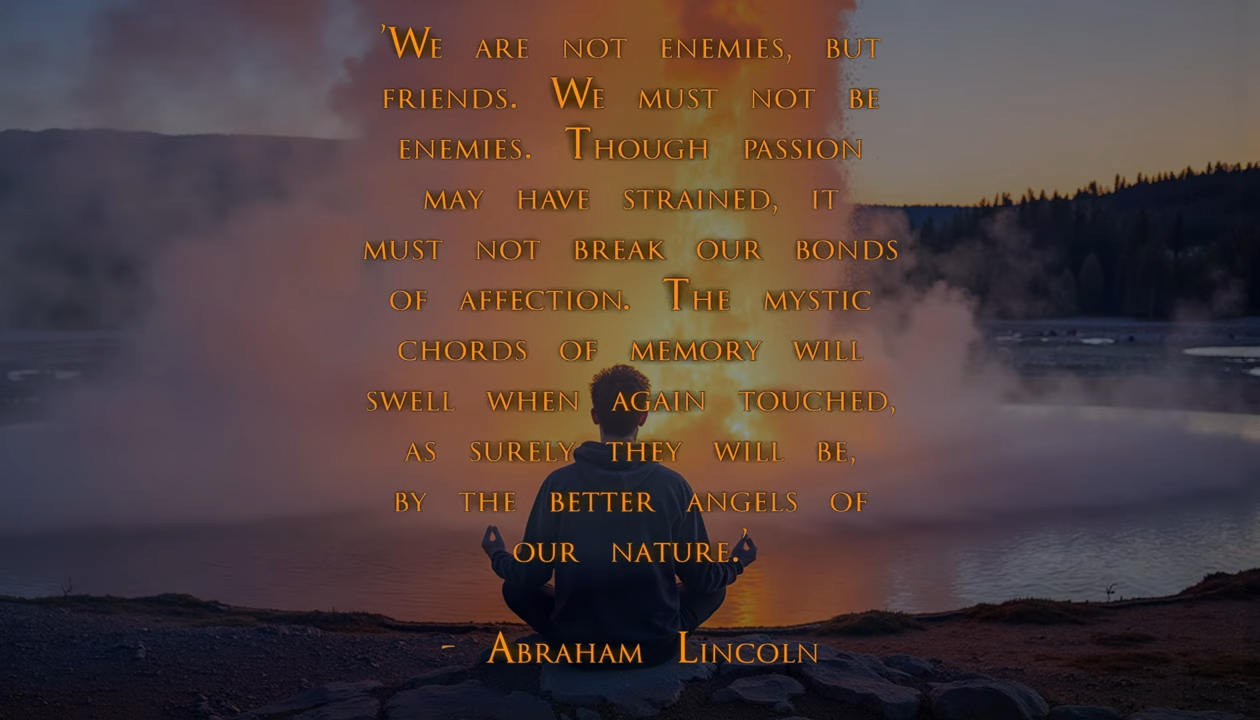 'We are not enemies, but
friends. We must not be
enemies. Though passion
may have strained, it
must not break our bonds
of affection. The mystic
chords of memory will
swell when again touched,
as surely they will be,
by the better angels of
our nature.'
- Abraham Lincoln